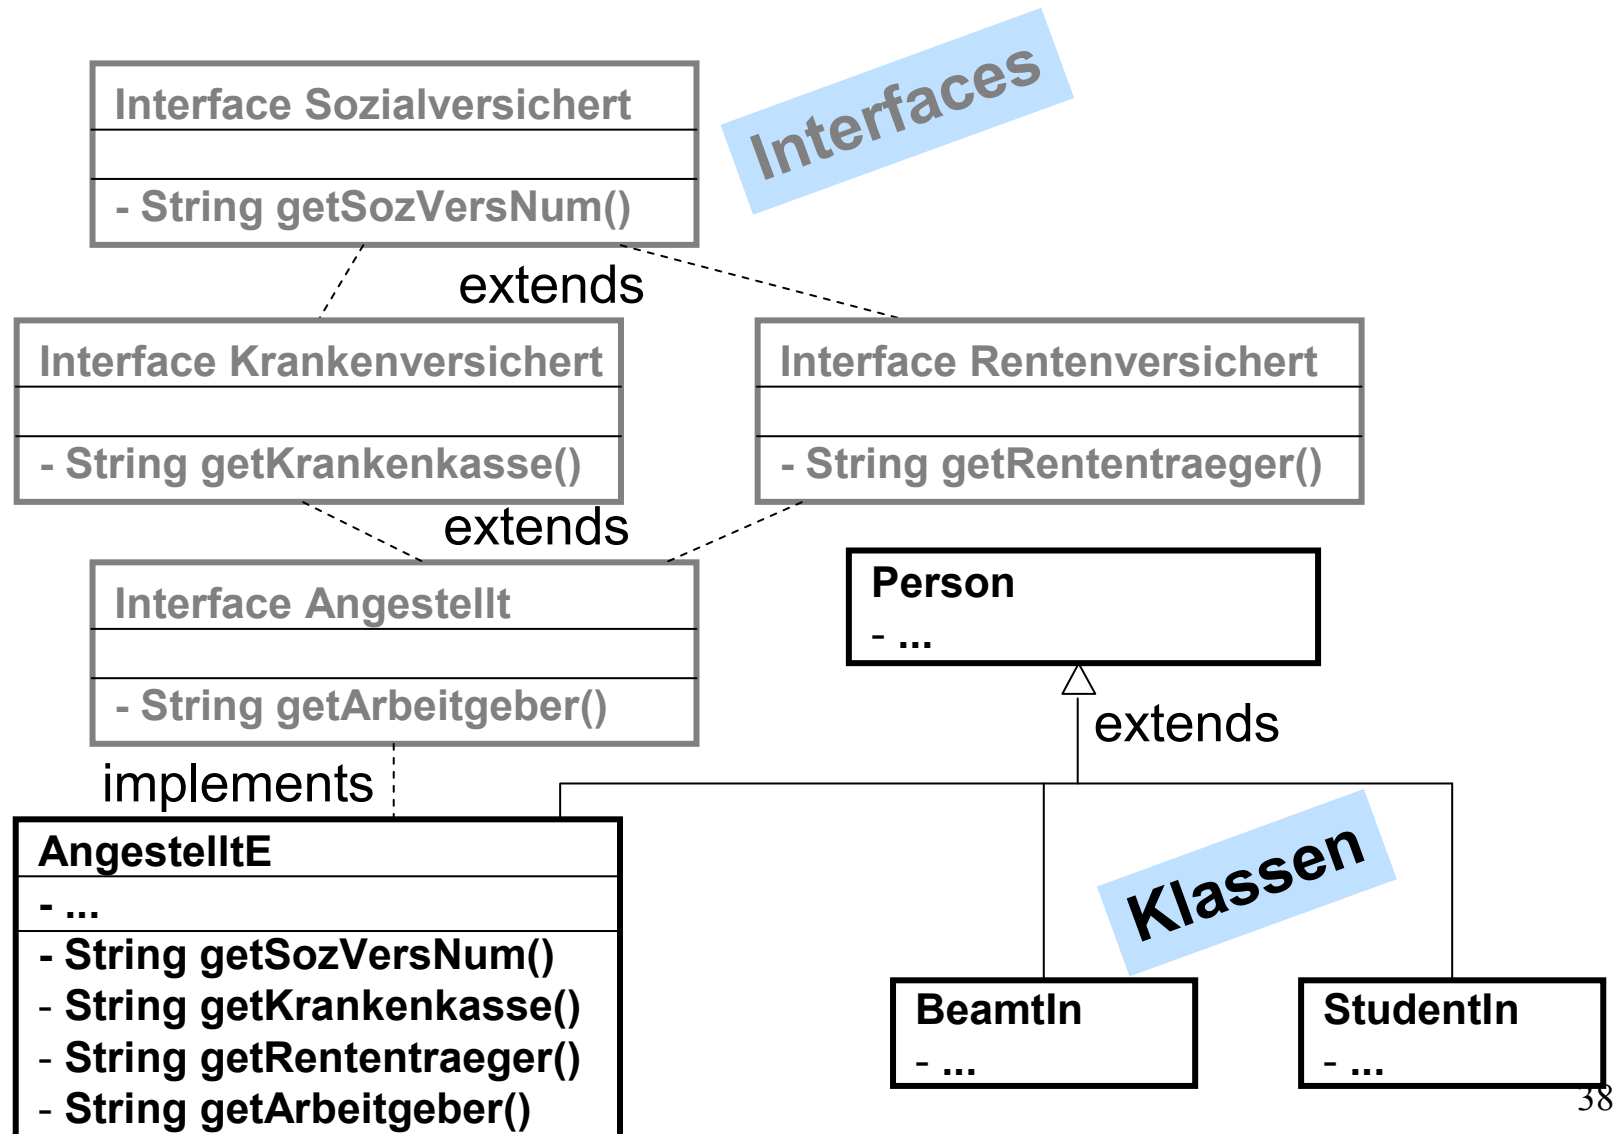 Interface Sozialversichert
- String getSozVersNum()
Interfaces
extends
Interface Krankenversichert
- String getKrankenkasse()
Interface Rentenversichert
- String getRententraeger()
extends
Interface Angestellt
- String getArbeitgeber()
Person
- ...
extends
implements
AngestelltE
- ...
- String getSozVersNum()
- String getKrankenkasse()
- String getRententraeger()
- String getArbeitgeber()
Klassen
BeamtIn
- ...
StudentIn
- ...
38